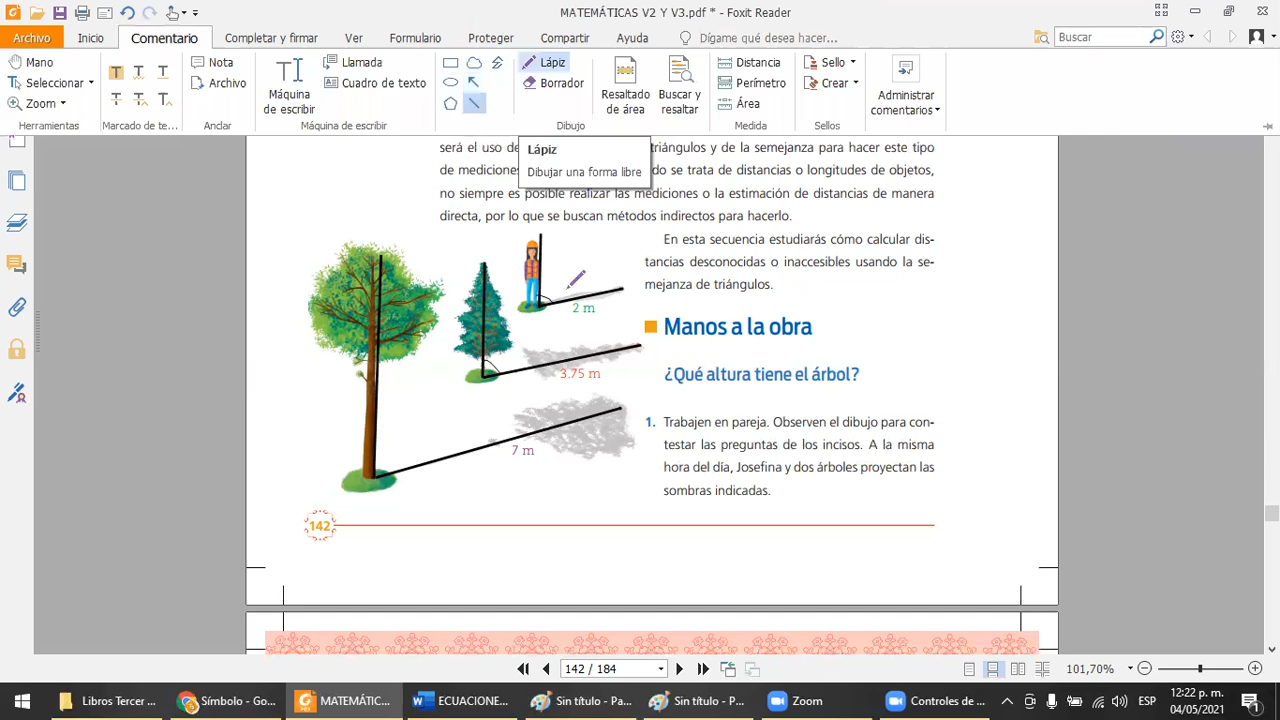 MATEMÁTICAS V2 Y V3.pdf * - Foxit Reader
Archivo Inicio Comentario Completar y firmar Ver Formulario Proteger Compartir Ayuda Dígame qué desea hacer... Buscar
Mano
Seleccionar
Zoom
Herramientas
Marcado de te...
Nota
Archivo
Anclar
Máquina de escribir
Llamada
Cuadro de texto
Máquina de escribir
Lápiz
Borrador
Dibujo
Resaltado de área
Buscar y resaltar
Distancia
Perímetro
Área
Medida
Sello
Crear
Sellos
Administrar comentarios
Lápiz
Dibujar una forma libre
será el uso de triángulos y de la semejanza para hacer este tipo
de mediciones do se trata de distancias o longitudes de objetos,
no siempre es posible realizar las mediciones o la estimación de distancias de manera
directa, por lo que se buscan métodos indirectos para hacerlo.
En esta secuencia estudiarás cómo calcular dis-
tancias desconocidas o inaccesibles usando la se-
mejanza de triángulos.
2 m
3.75 m
7 m
Manos a la obra
¿Qué altura tiene el árbol?
1. Trabajen en pareja. Observen el dibujo para con-
testar las preguntas de los incisos. A la misma
hora del día, Josefina y dos árboles proyectan las
sombras indicadas.
142
142 / 184
101,70%
Libros Tercer ...
Símbolo - Go...
MATEMÁTIC...
ECUACIONE...
Sin título - Pa...
Sin título - P...
Zoom
Controles de ...
ESP
12:22 p. m.
04/05/2021